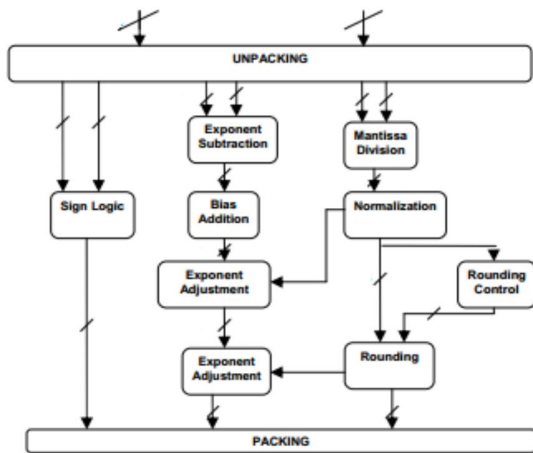 UNPACKING
Exponent
Subtraction
Mantissa
Division
Sign Logic
Bias
Addition
Normalization
Exponent
Adjustment
Rounding
Control
Exponent
Adjustment
Rounding
PACKING